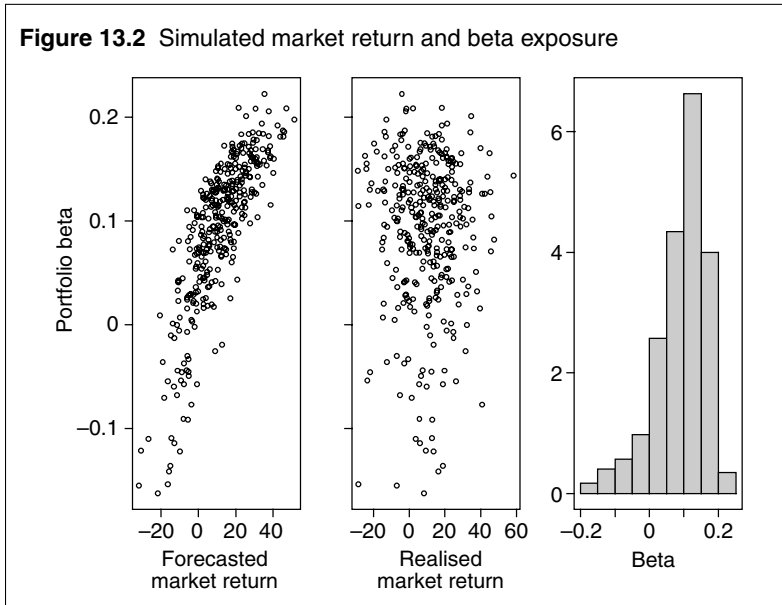 Figure 13.2 Simulated market return and beta exposure
Portfolio beta
0.2
0.1
0
–0.1
–20 0 20 40
Forecasted
market return
–20 0 20 40 60
Realised
market return
6
4
2
0
–0.2 0 0.2
Beta